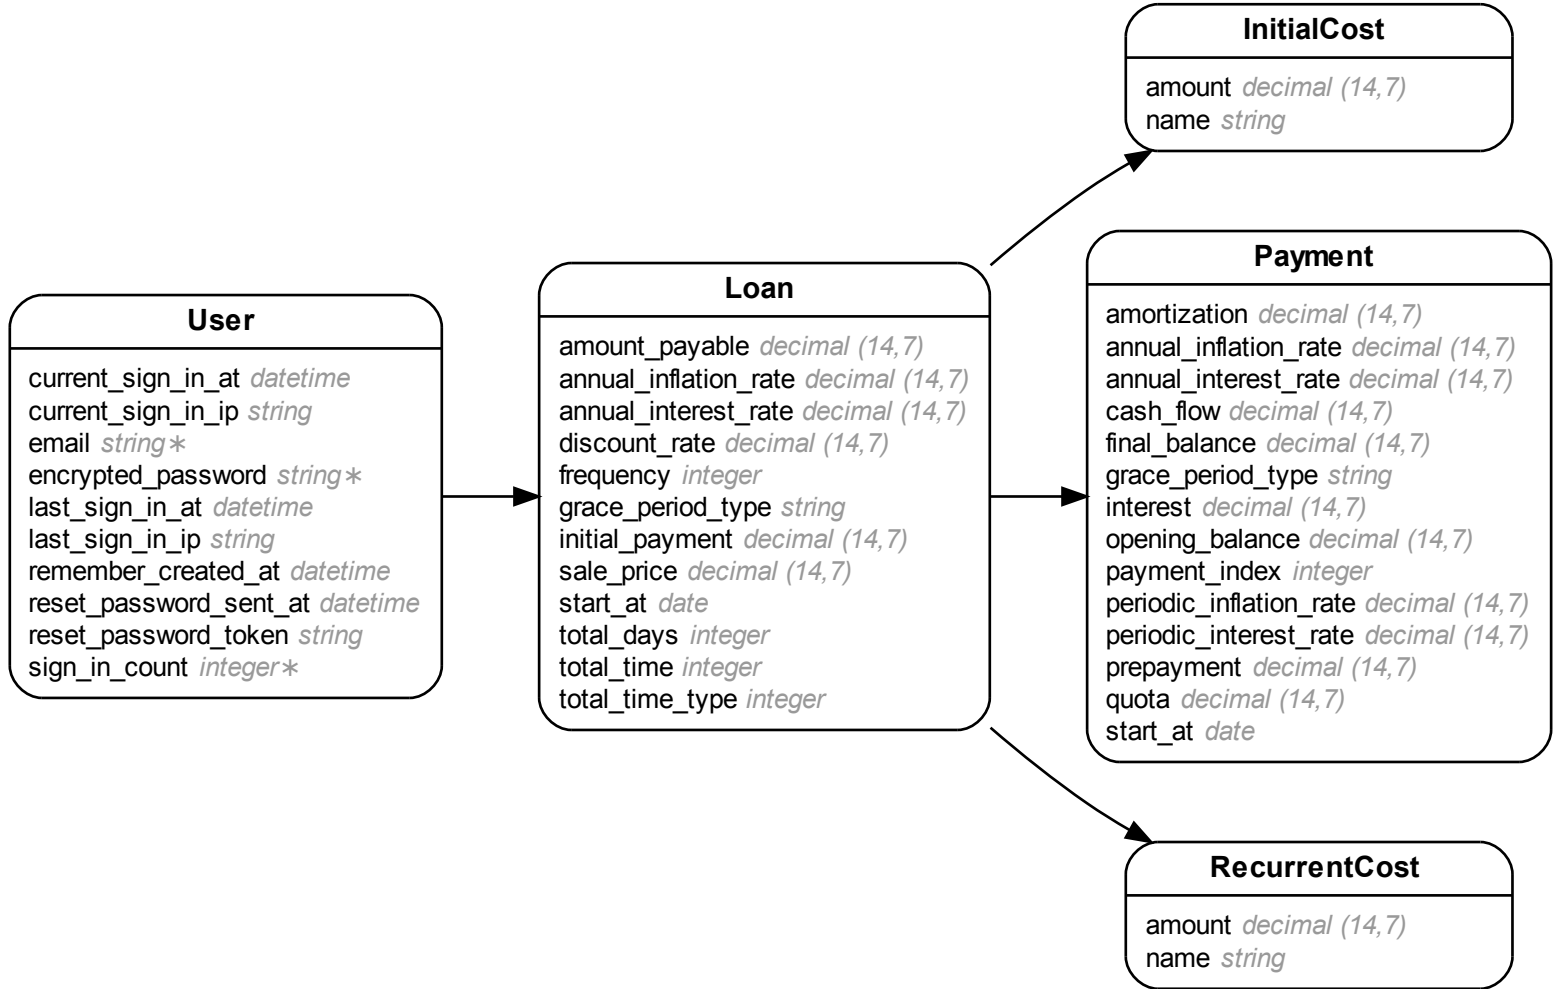 User
current_sign_in_at datetime
current_sign_in_ip string
email string∗
encrypted_password string∗
last_sign_in_at datetime
last_sign_in_ip string
remember_created_at datetime
reset_password_sent_at datetime
reset_password_token string
sign_in_count integer∗
Loan
amount_payable decimal (14,7)
annual_inflation_rate decimal (14,7)
annual_interest_rate decimal (14,7)
discount_rate decimal (14,7)
frequency integer
grace_period_type string
initial_payment decimal (14,7)
sale_price decimal (14,7)
start_at date
total_days integer
total_time integer
total_time_type integer
InitialCost
amount decimal (14,7)
name string
Payment
amortization decimal (14,7)
annual_inflation_rate decimal (14,7)
annual_interest_rate decimal (14,7)
cash_flow decimal (14,7)
final_balance decimal (14,7)
grace_period_type string
interest decimal (14,7)
opening_balance decimal (14,7)
payment_index integer
periodic_inflation_rate decimal (14,7)
periodic_interest_rate decimal (14,7)
prepayment decimal (14,7)
quota decimal (14,7)
start_at date
RecurrentCost
amount decimal (14,7)
name string